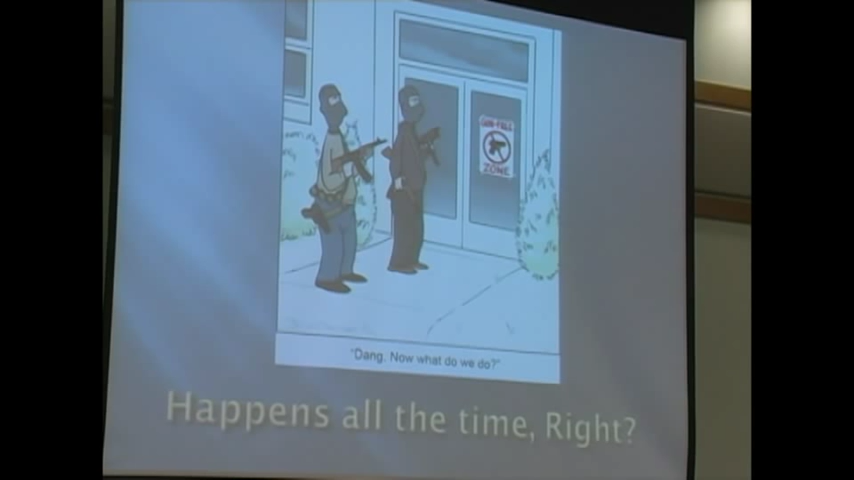 GUN-FREE
ZONE
"Dang. Now what do we do?"
Happens all the time, Right?